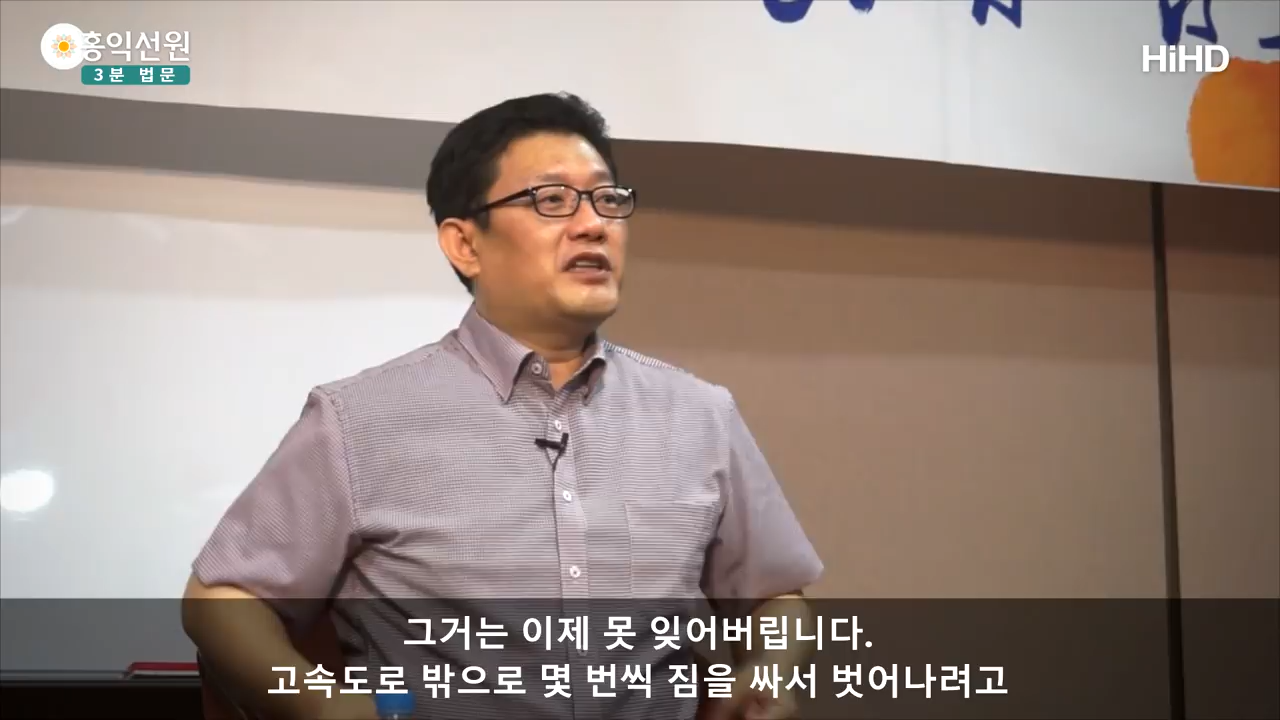 홍익선원
3분 법문
HiHD
그거는 이제 못 잊어버립니다.
고속도로 밖으로 몇 번씩 짐을 싸서 벗어나려고